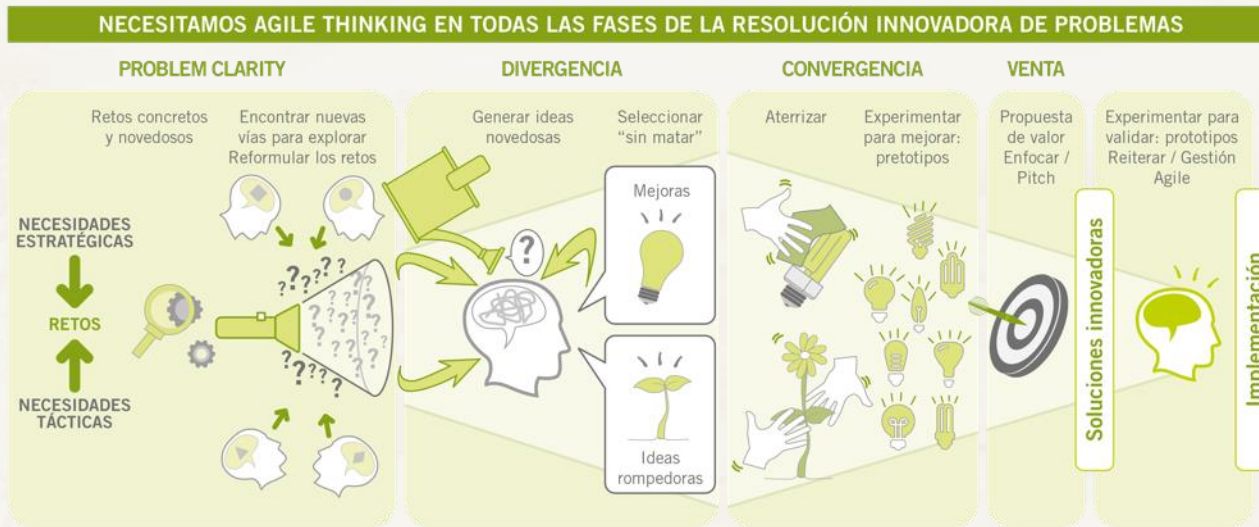 NECESITAMOS AGILE THINKING EN TODAS LAS FASES DE LA RESOLUCIÓN INNOVADORA DE PROBLEMAS
PROBLEM CLARITY
Retos concretos
y novedosos
Encontrar nuevas
vías para explorar
Reformular los retos
NECESIDADES
ESTRATÉGICAS
RETOS
NECESIDADES
TÁCTICAS
DIVERGENCIA
Generar ideas
novedosas
Seleccionar
“sin matar”
Mejoras
Ideas
rompedoras
CONVERGENCIA
Aterrizar
Experimentar
para mejorar:
pretotipos
VENTA
Propuesta
de valor
Enfocar /
Pitch
Soluciones innovadoras
Experimentar para
validar: prototipos
Reiterar / Gestión
Agile
Implementación